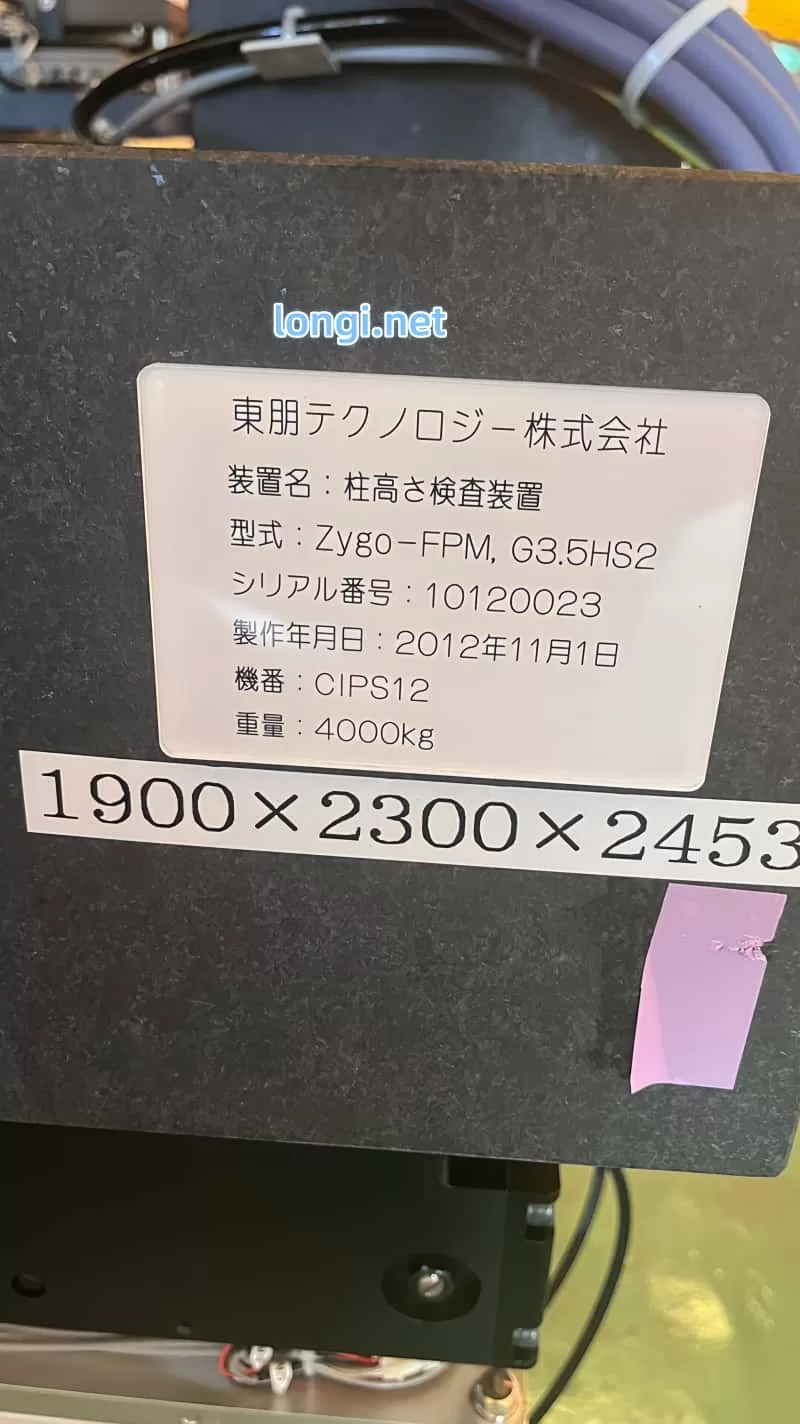 longi.net
東朋テクノロジー株式会社
装置名：柱高さ検査装置
型式：Zygo-FPM, G3.5HS2
シリアル番号：10120023
製作年月日：2012年11月1日
機番：CIPS12
重量：4000kg
1900×2300×2453